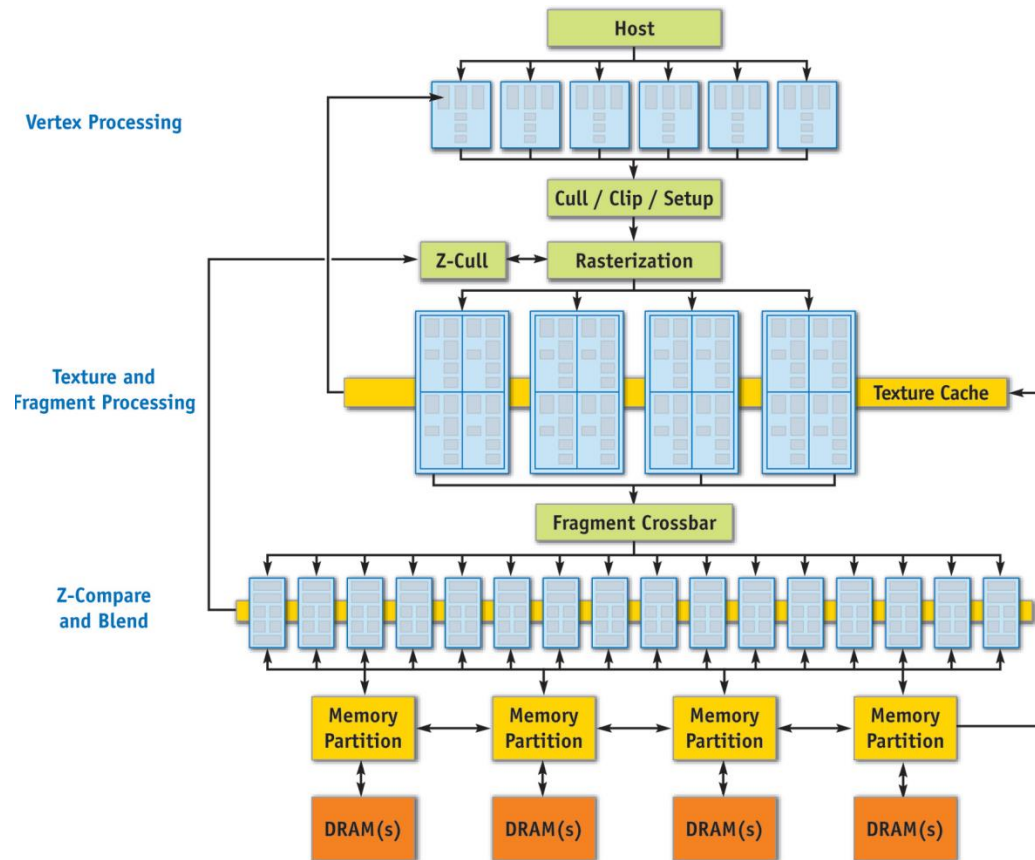 Host
Vertex Processing
Cull / Clip / Setup
Z-Cull
Rasterization
Texture and
Fragment Processing
Texture Cache
Fragment Crossbar
Z-Compare
and Blend
Memory
Partition
Memory
Partition
Memory
Partition
Memory
Partition
DRAM(s)
DRAM(s)
DRAM(s)
DRAM(s)